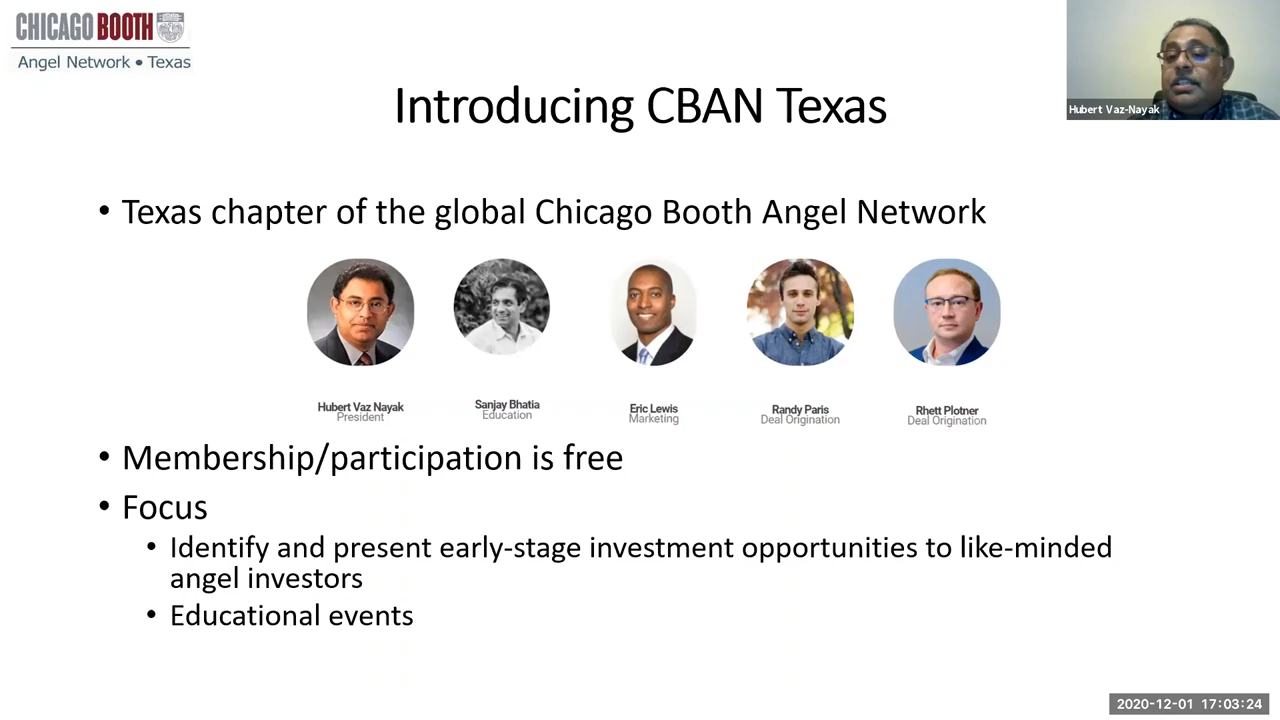 CHICAGO BOOTH
Angel Network • Texas
Hubert Vaz-Nayak
Introducing CBAN Texas
• Texas chapter of the global Chicago Booth Angel Network
Hubert Vaz Nayak
President
Sanjay Bhatia
Education
Eric Lewis
Marketing
Randy Paris
Deal Origination
Rhett Plotner
Deal Origination
• Membership/participation is free
• Focus
• Identify and present early-stage investment opportunities to like-minded
angel investors
• Educational events
2020-12-01 17:03:24